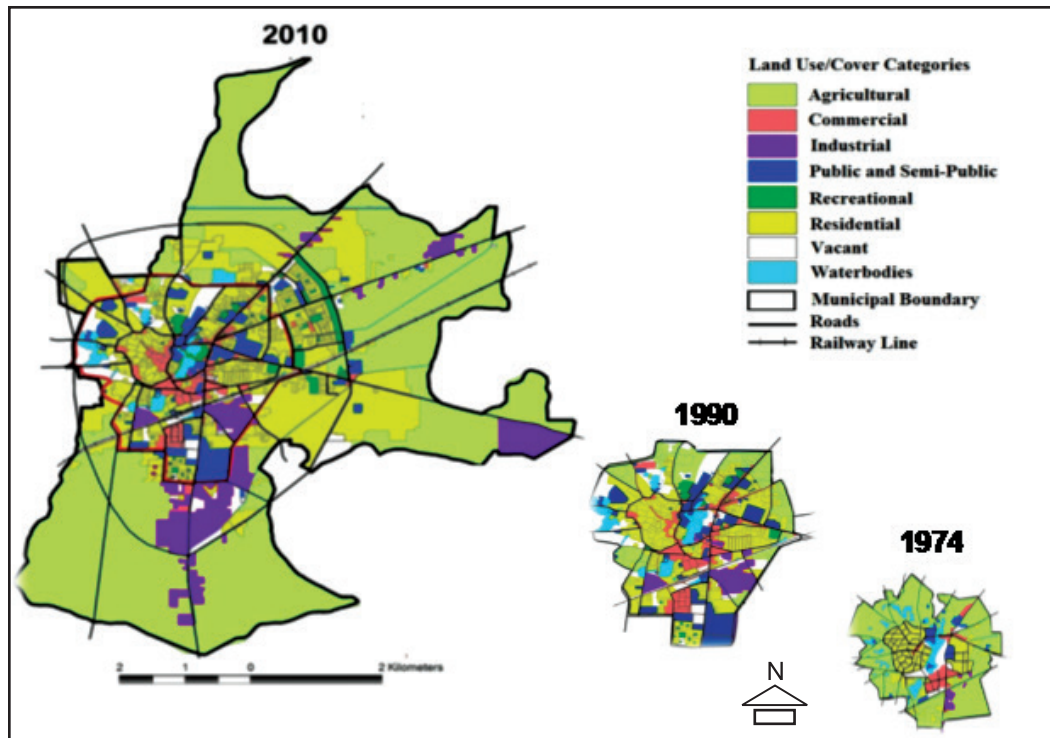 2010
Land Use/Cover Categories
Agricultural
Commercial
Industrial
Public and Semi-Public
Recreational
Residential
Vacant
Waterbodies
Municipal Boundary
Roads
Railway Line
1990
1974
2 1 0 2 Kilometers
N